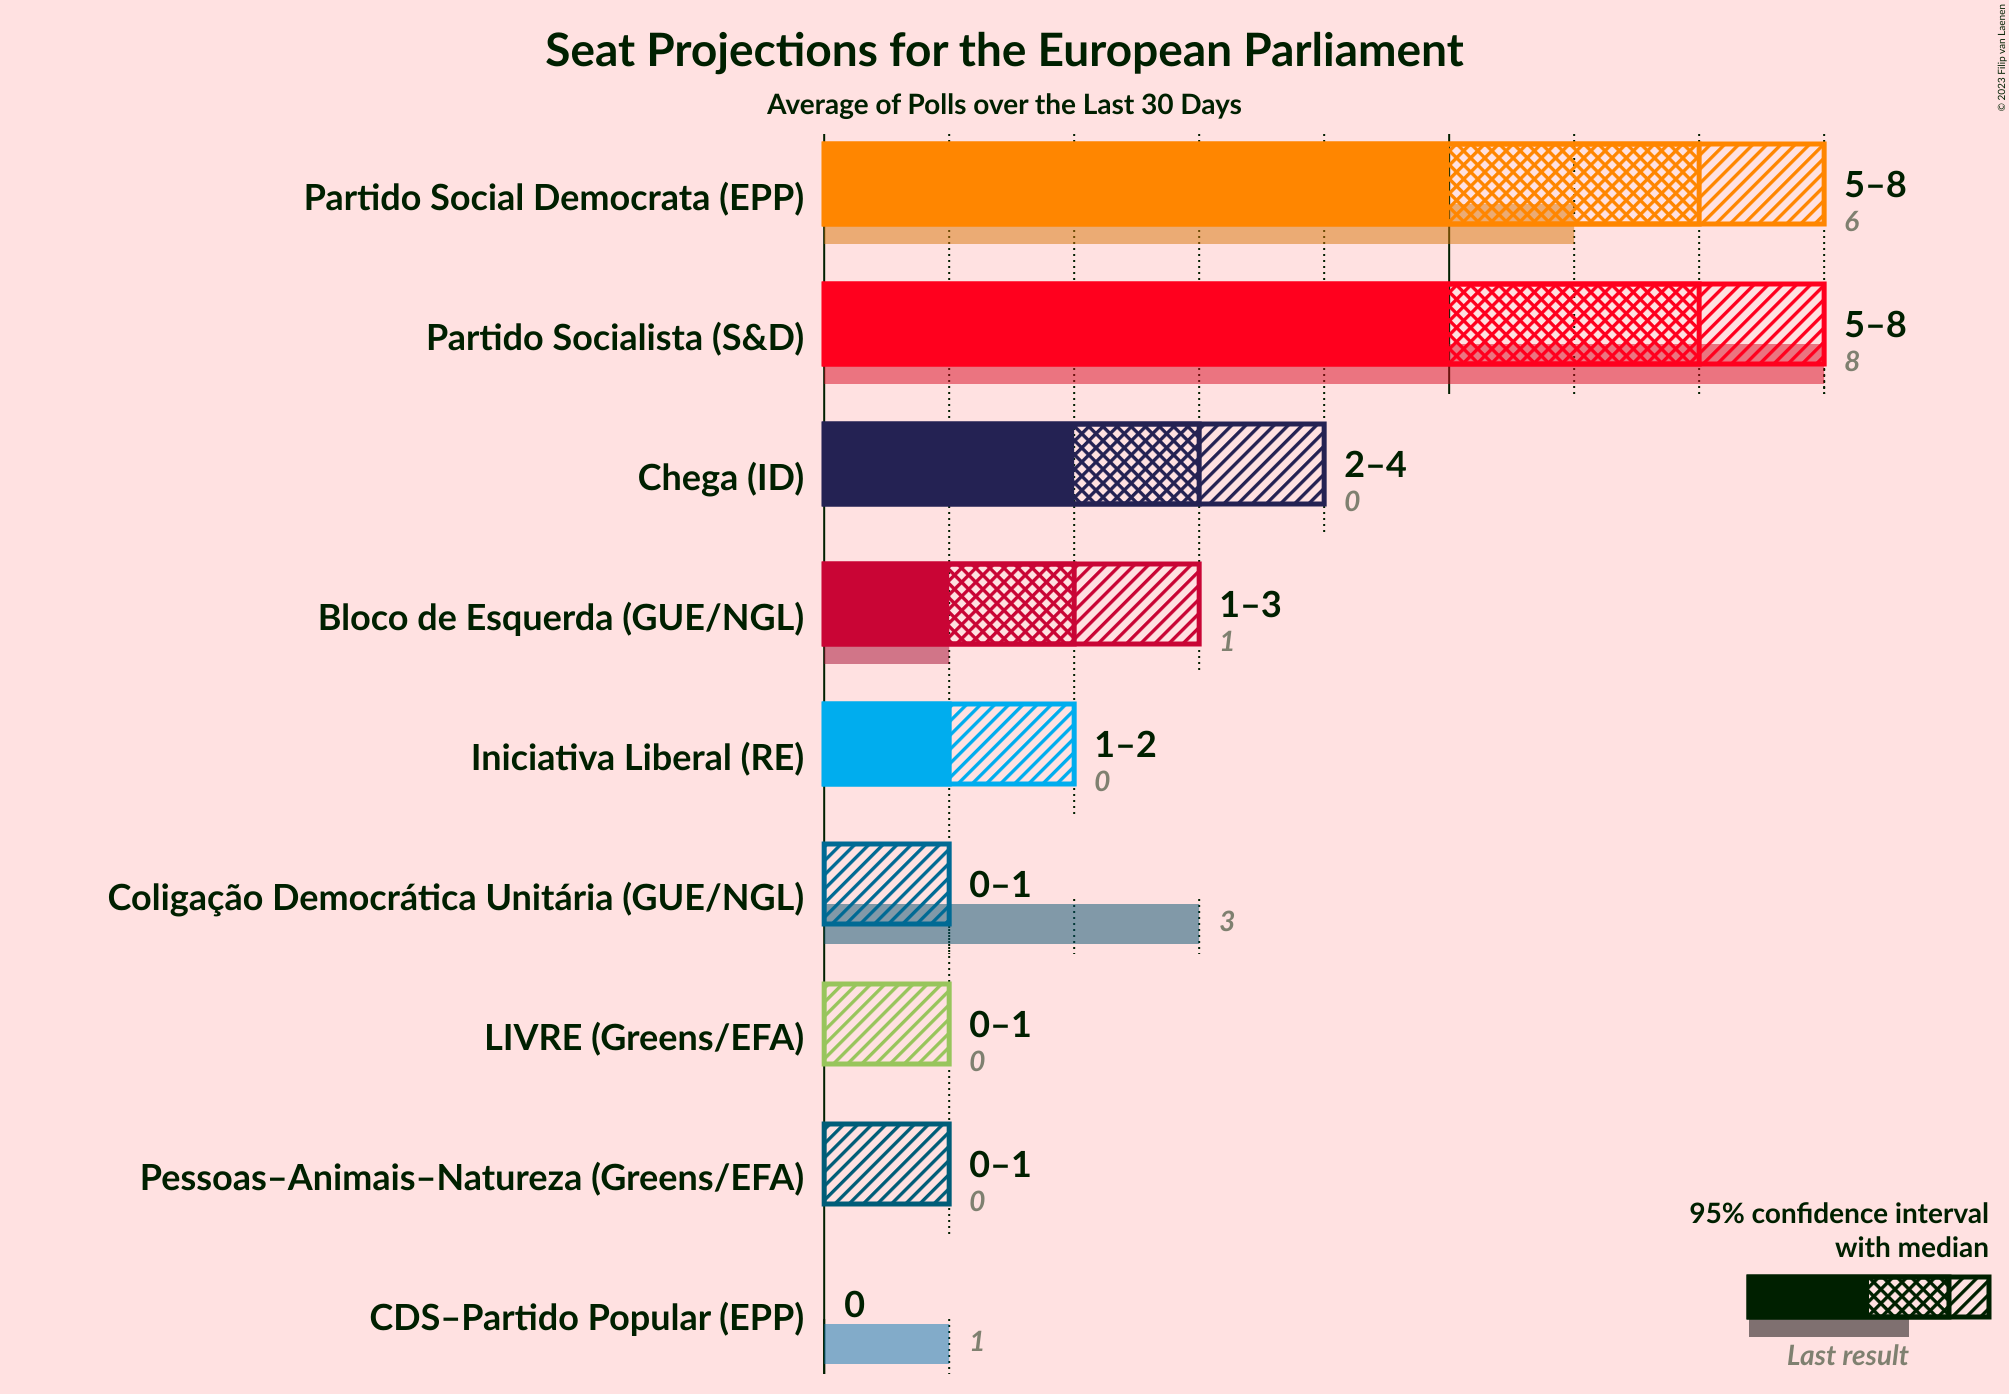 Seat Projections for the European Parliament
Average of Polls over the Last 30 Days
© 2023 Filip van Laenen
Partido Social Democrata (EPP)
5–8
6
Partido Socialista (S&D)
5–8
8
Chega (ID)
2–4
0
Bloco de Esquerda (GUE/NGL)
1–3
1
Iniciativa Liberal (RE)
1–2
0
Coligação Democrática Unitária (GUE/NGL)
0–1
3
LIVRE (Greens/EFA)
0–1
0
Pessoas–Animais–Natureza (Greens/EFA)
0–1
0
CDS–Partido Popular (EPP)
0
1
95% confidence interval
with median
Last result